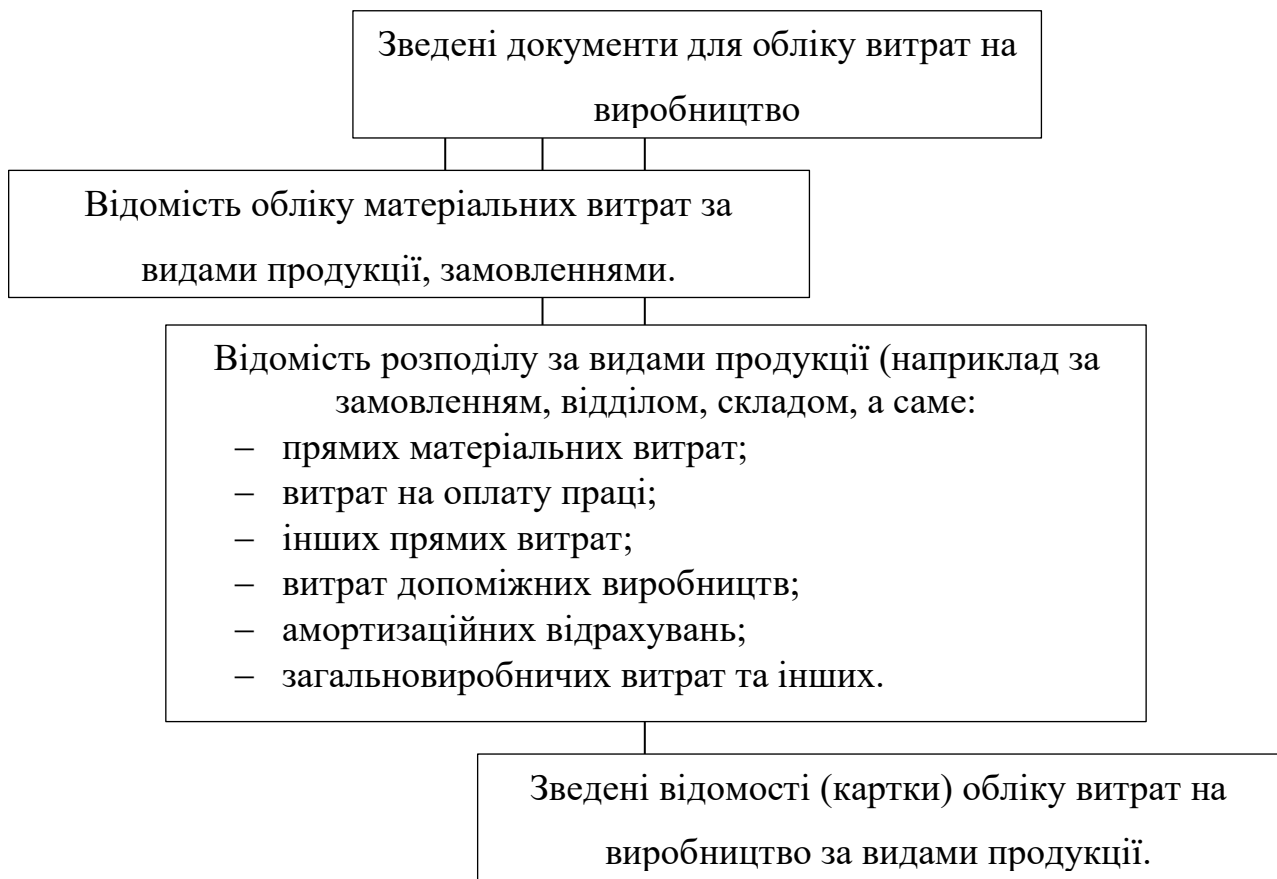 Зведені документи для обліку витрат на
виробництво
Відомість обліку матеріальних витрат за
видами продукції, замовленнями.
Відомість розподілу за видами продукції (наприклад за
замовленням, відділом, складом, а саме:
– прямих матеріальних витрат;
– витрат на оплату праці;
– інших прямих витрат;
– витрат допоміжних виробництв;
– амортизаційних відрахувань;
– загальновиробничих витрат та інших.
Зведені відомості (картки) обліку витрат на
виробництво за видами продукції.